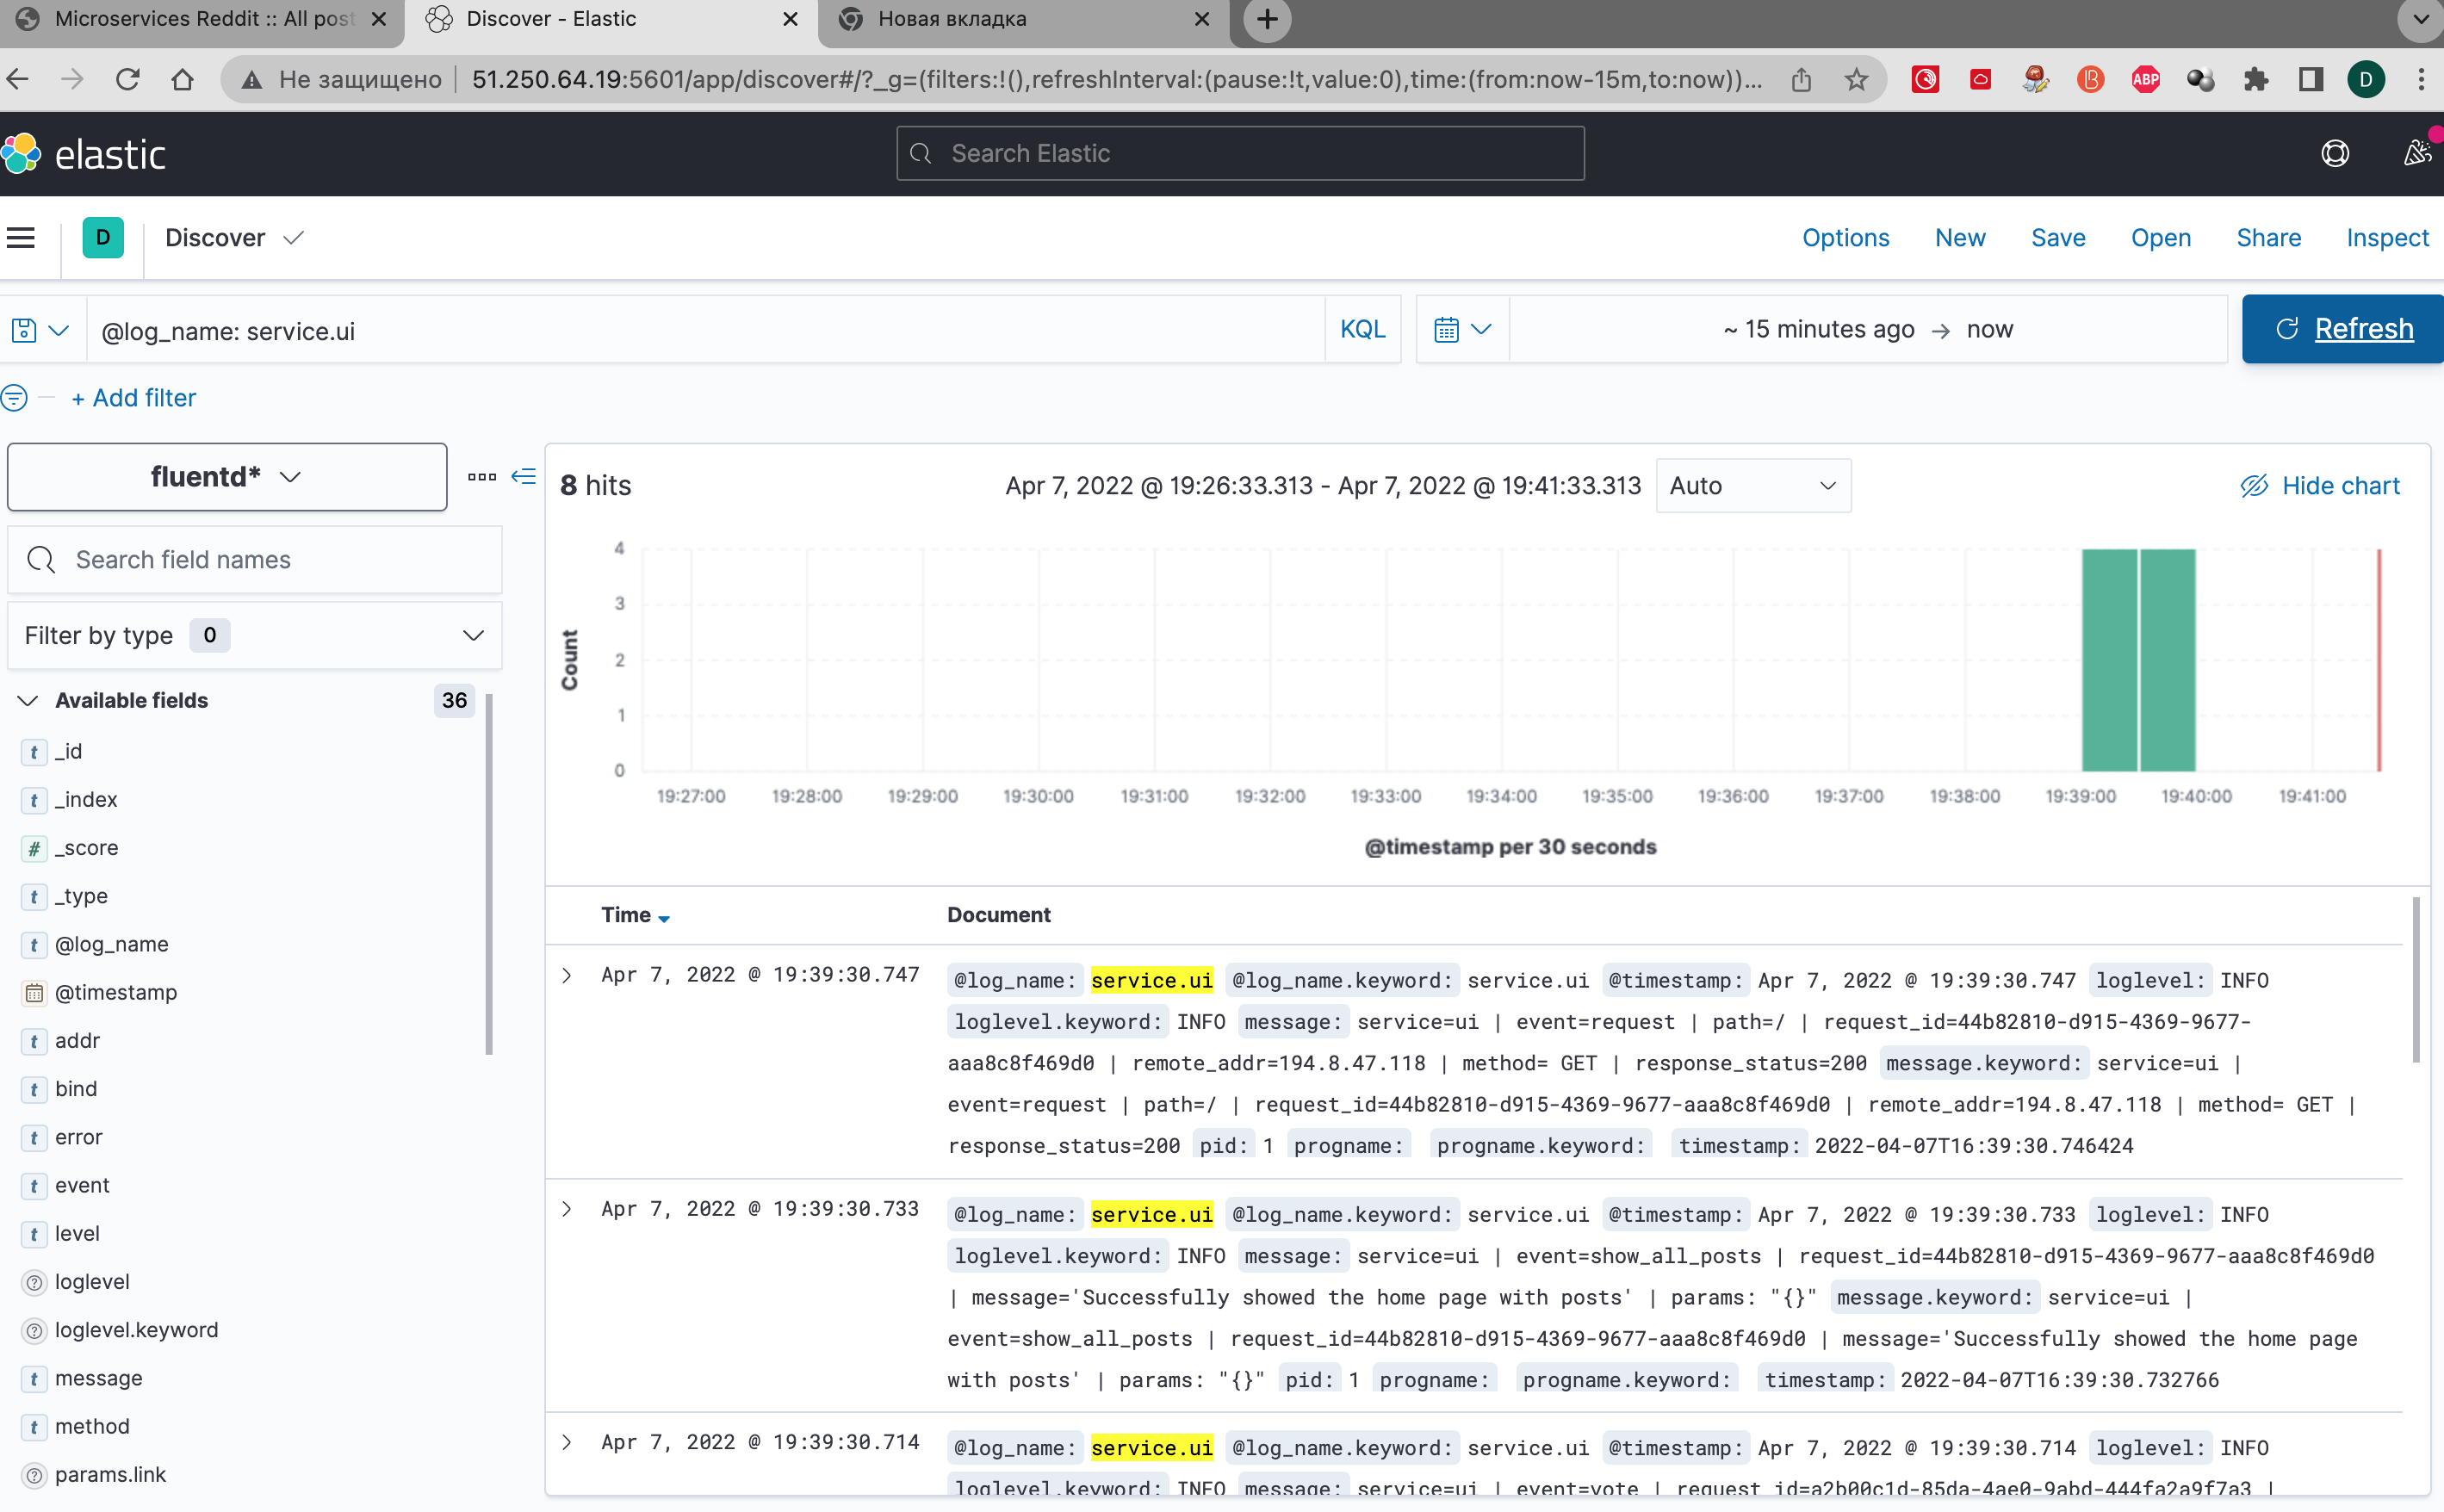 Microservices Reddit :: All post
Discover - Elastic
Новая вкладка
Не защищено
51.250.64.19:5601/app/discover#/?_g=(filters:!(),refreshInterval:(pause:!t,value:0),time:(from:now-15m,to:now))...
ABP
D
elastic
Search Elastic
D
Discover
Options New Save Open Share Inspect
@log_name: service.ui
KQL
~ 15 minutes ago → now
Refresh
+ Add filter
fluentd*
Search field names
Filter by type 0
Available fields 36
t _id
t _index
# _score
t _type
t @log_name
@timestamp
t addr
t bind
t error
t event
t level
? loglevel
? loglevel.keyword
t message
t method
? params.link
8 hits
Apr 7, 2022 @ 19:26:33.313 - Apr 7, 2022 @ 19:41:33.313
Auto
Hide chart
Count
4
3
2
1
0
19:27:00 19:28:00 19:29:00 19:30:00 19:31:00 19:32:00 19:33:00 19:34:00 19:35:00 19:36:00 19:37:00 19:38:00 19:39:00 19:40:00 19:41:00
@timestamp per 30 seconds
Time Document
Apr 7, 2022 @ 19:39:30.747
@log_name: service.ui @log_name.keyword: service.ui @timestamp: Apr 7, 2022 @ 19:39:30.747 loglevel: INFO
loglevel.keyword: INFO message: service=ui | event=request | path=/ | request_id=44b82810-d915-4369-9677-
aaa8c8f469d0 | remote_addr=194.8.47.118 | method= GET | response_status=200 message.keyword: service=ui |
event=request | path=/ | request_id=44b82810-d915-4369-9677-aaa8c8f469d0 | remote_addr=194.8.47.118 | method= GET |
response_status=200 pid: 1 progname: progname.keyword: timestamp: 2022-04-07T16:39:30.746424
Apr 7, 2022 @ 19:39:30.733
@log_name: service.ui @log_name.keyword: service.ui @timestamp: Apr 7, 2022 @ 19:39:30.733 loglevel: INFO
loglevel.keyword: INFO message: service=ui | event=show_all_posts | request_id=44b82810-d915-4369-9677-aaa8c8f469d0
| message='Successfully showed the home page with posts' | params: "{}" message.keyword: service=ui |
event=show_all_posts | request_id=44b82810-d915-4369-9677-aaa8c8f469d0 | message='Successfully showed the home page
with posts' | params: "{}" pid: 1 progname: progname.keyword: timestamp: 2022-04-07T16:39:30.732766
Apr 7, 2022 @ 19:39:30.714
@log_name: service.ui @log_name.keyword: service.ui @timestamp: Apr 7, 2022 @ 19:39:30.714 loglevel: INFO
loglevel.keyword: INFO message: service=ui | event=vote | request_id=a2b00c1d-85da-4ae0-9abd-444fa2a9f7a3 |